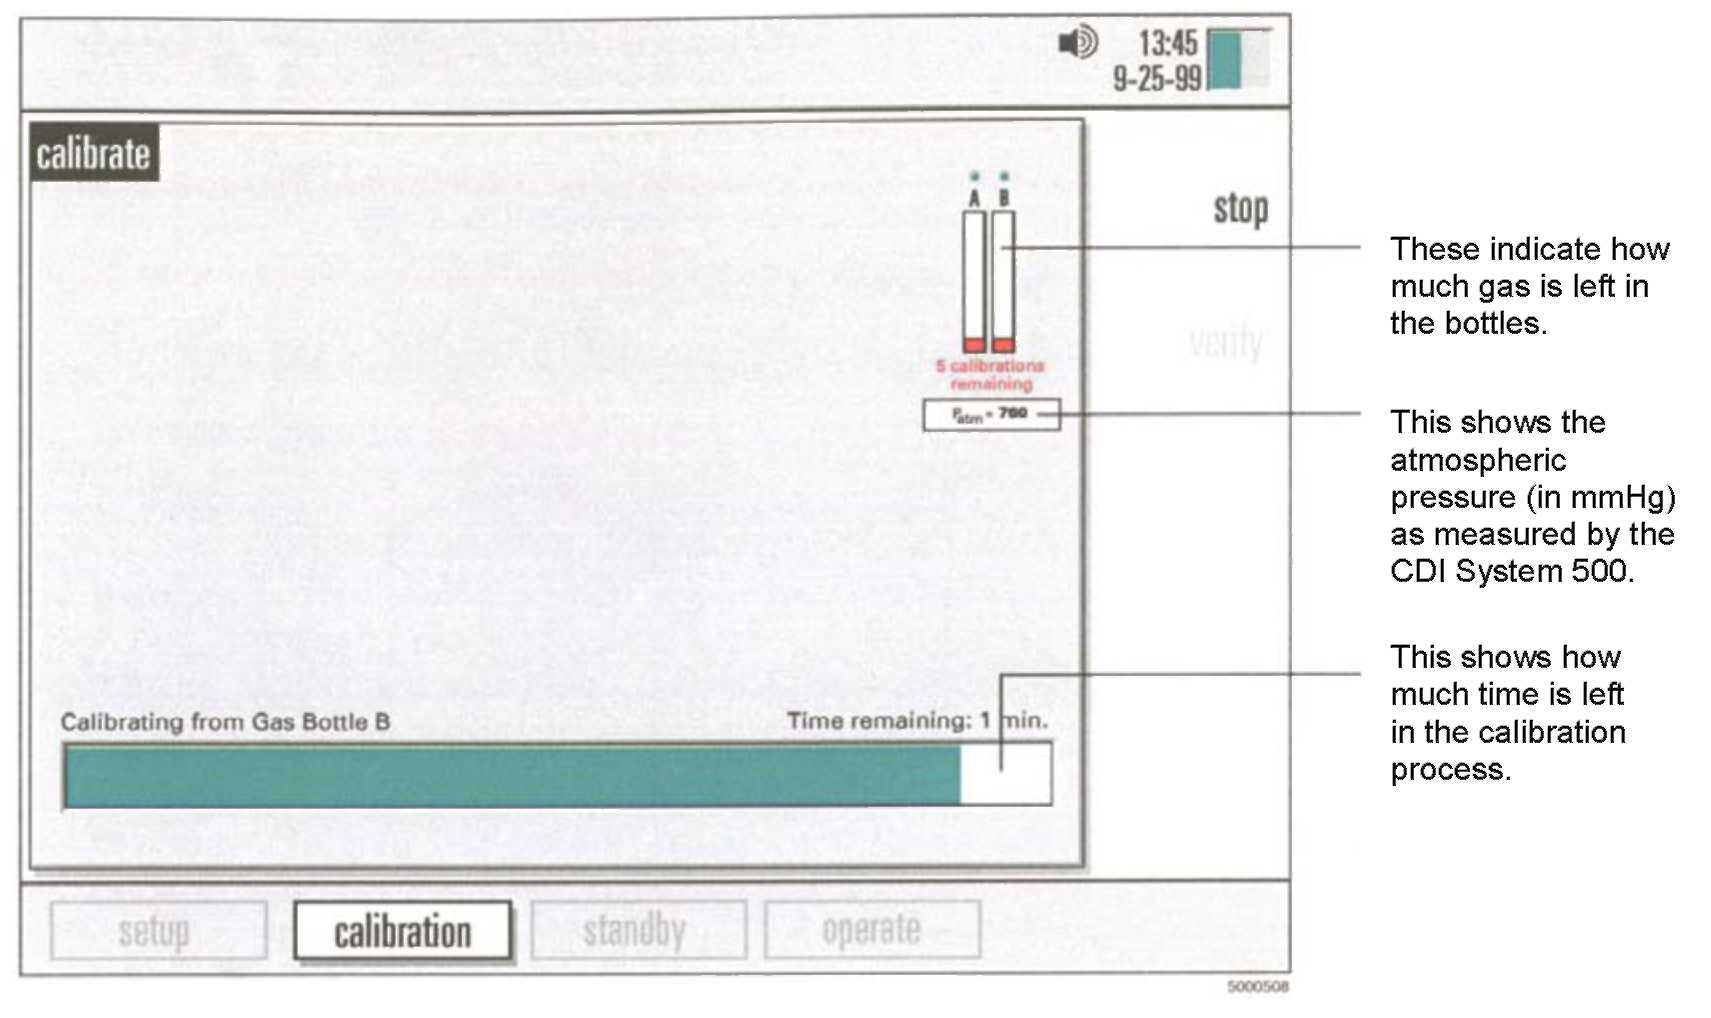 13:45
9-25-99
calibrate
A B
stop
These indicate how
much gas is left in
the bottles.
verify
5 calibrations
remaining
Patm = 760
This shows the
atmospheric
pressure (in mmHg)
as measured by the
CDI System 500.
This shows how
much time is left
in the calibration
process.
Calibrating from Gas Bottle B
Time remaining: 1 min.
setup
calibration
standby
operate
5000508